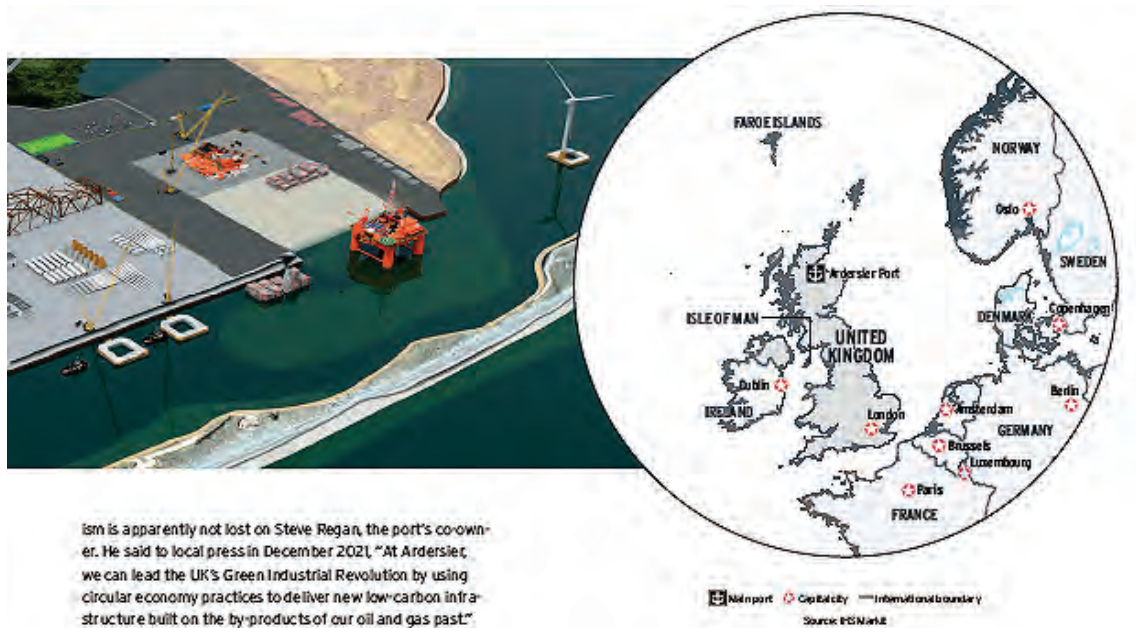 FAROE ISLANDS
NORWAY
Oslo
SWEDEN
Ardersier Port
ISLE OF MAN
DENMARK
Copenhagen
UNITED
KINGDOM
Dublin
IRELAND
London
Berlin
Amsterdam
GERMANY
Brussels
Luxembourg
Paris
FRANCE
Main port Capital city International boundary
Source: IHS Markit
ism is apparently not lost on Steve Regan, the port's co-own-
er. He said to local press in December 2021, "At Ardersier,
we can lead the UK's Green Industrial Revolution by using
circular economy practices to deliver new low-carbon infra-
structure built on the by-products of our oil and gas past."